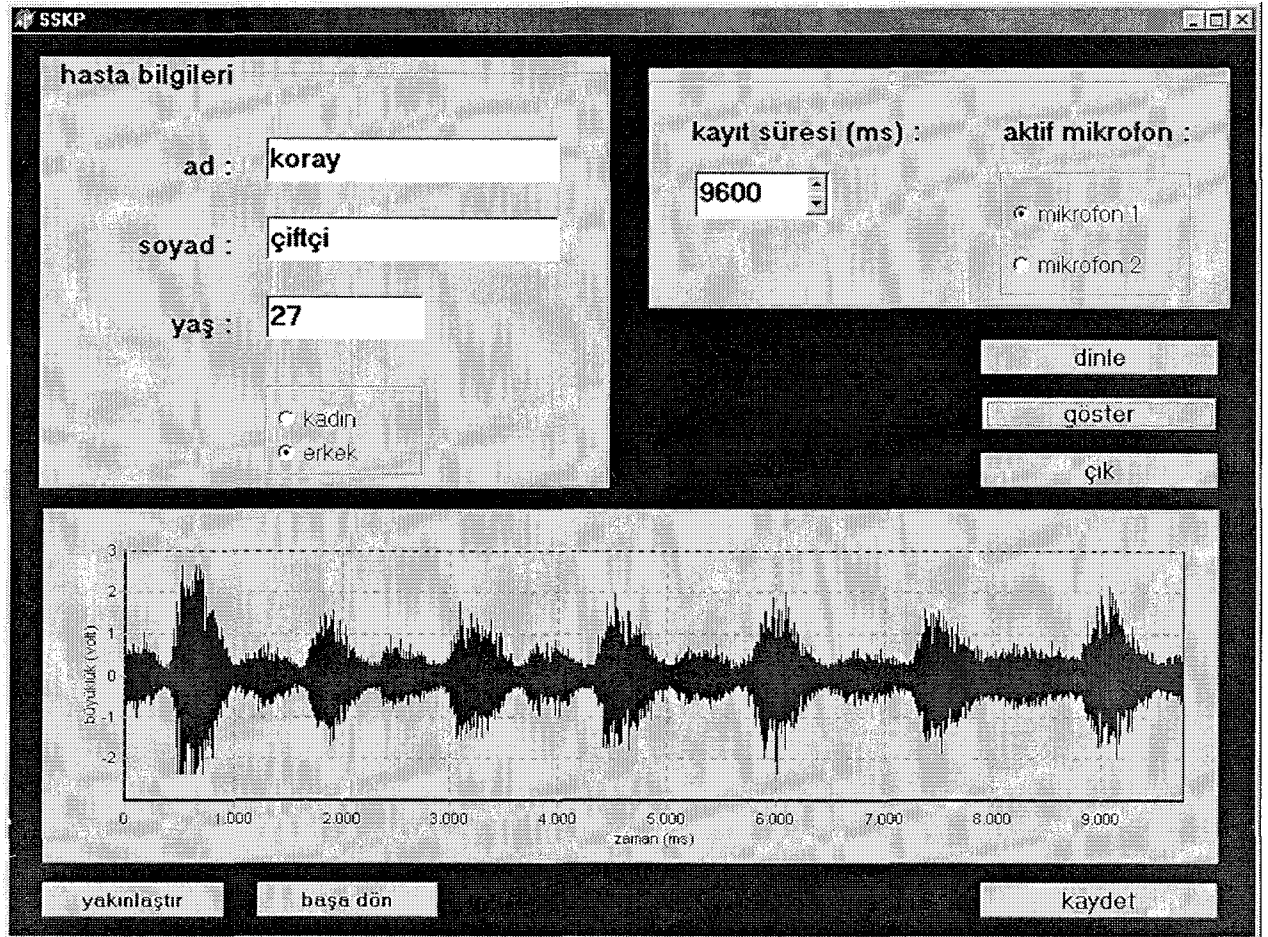 SSKP
hasta bilgileri
ad :
koray
soyad :
çiftçi
yaş :
27
kadın
erkek
kayıt süresi (ms) :
9600
aktif mikrofon :
mikrofon 1
mikrofon 2
dinle
göster
çık
büyüklük (volt)
3
2
1
0
-1
-2
0
1.000
2.000
3.000
4.000
5.000
6.000
7.000
8.000
9.000
zaman (ms)
yakınlaştır
başa dön
kaydet